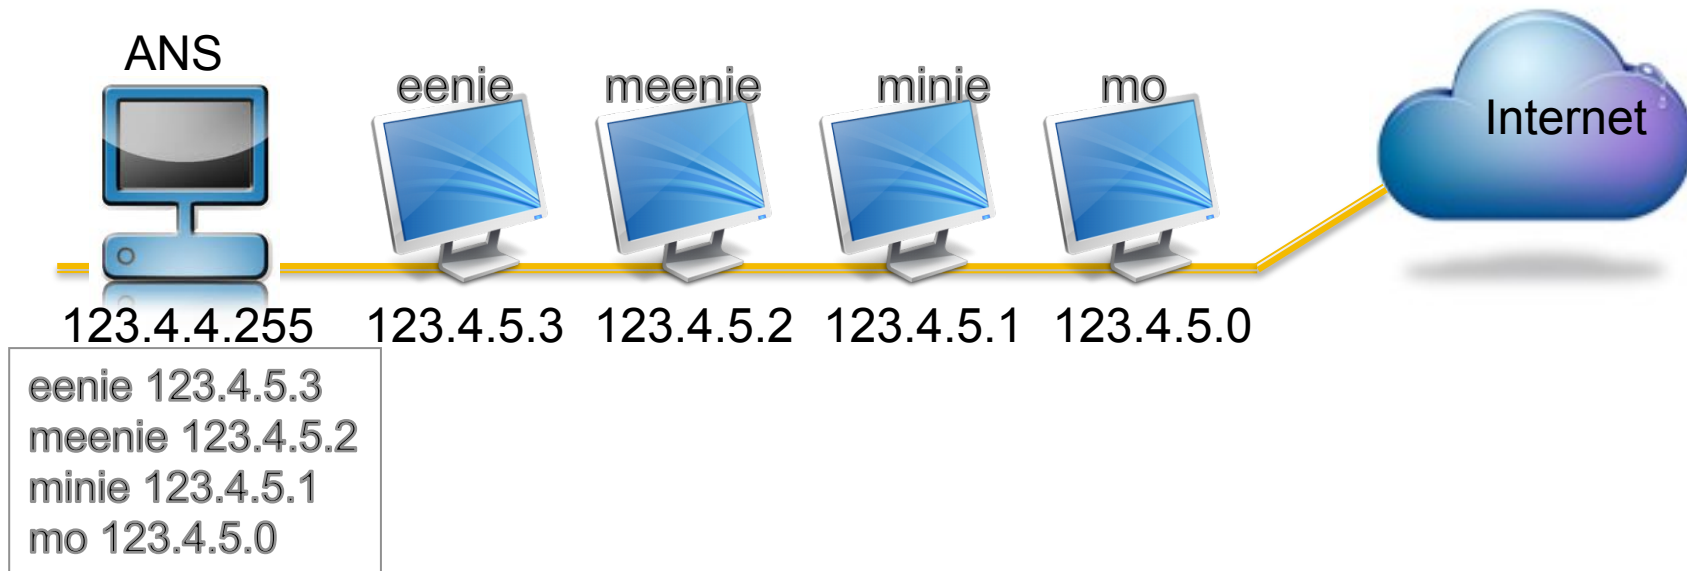 ANS
eenie
meenie
minie
mo
Internet
123.4.4.255
123.4.5.3
123.4.5.2
123.4.5.1
123.4.5.0
eenie 123.4.5.3
meenie 123.4.5.2
minie 123.4.5.1
mo 123.4.5.0